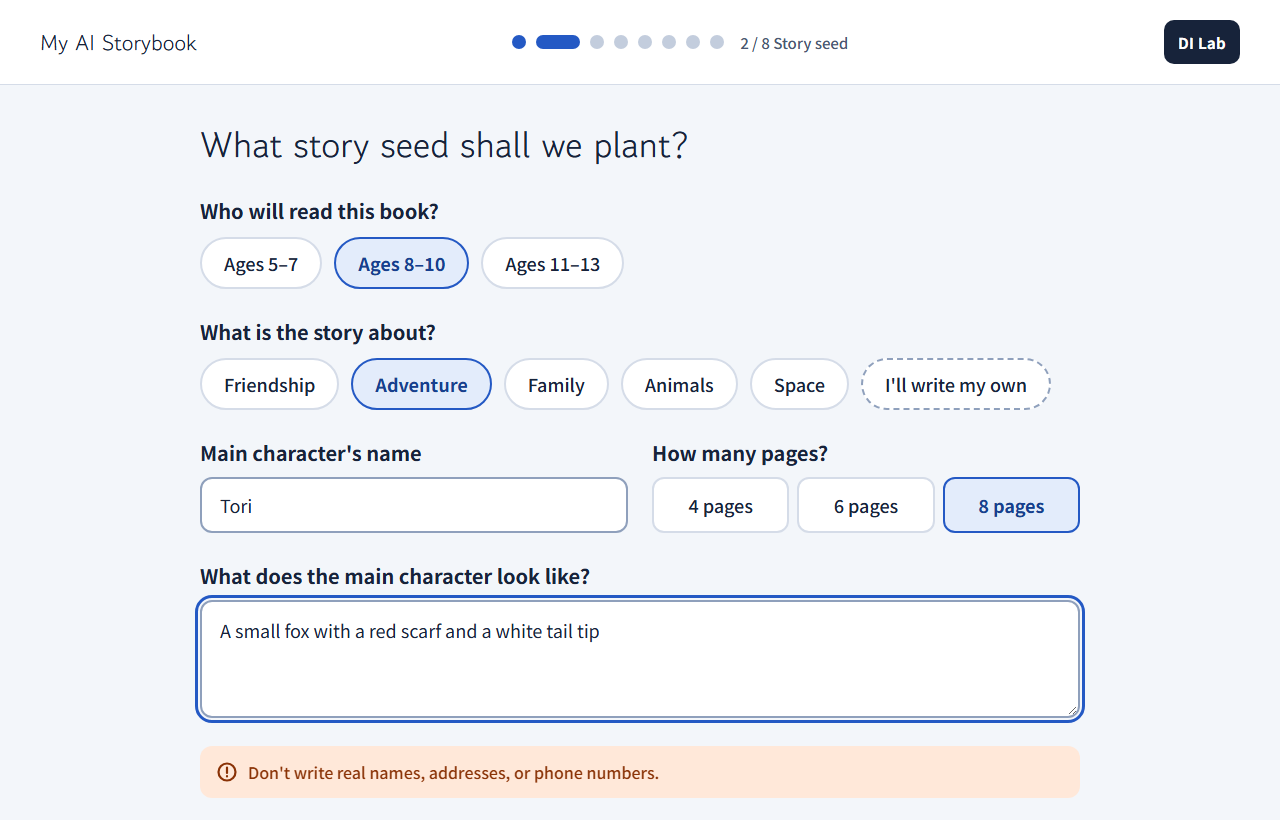 My AI Storybook
2 / 8 Story seed
DI Lab
What story seed shall we plant?
Who will read this book?
Ages 5–7
Ages 8–10
Ages 11–13
What is the story about?
Friendship
Adventure
Family
Animals
Space
I'll write my own
Main character's name
Tori
How many pages?
4 pages
6 pages
8 pages
What does the main character look like?
A small fox with a red scarf and a white tail tip
Don't write real names, addresses, or phone numbers.